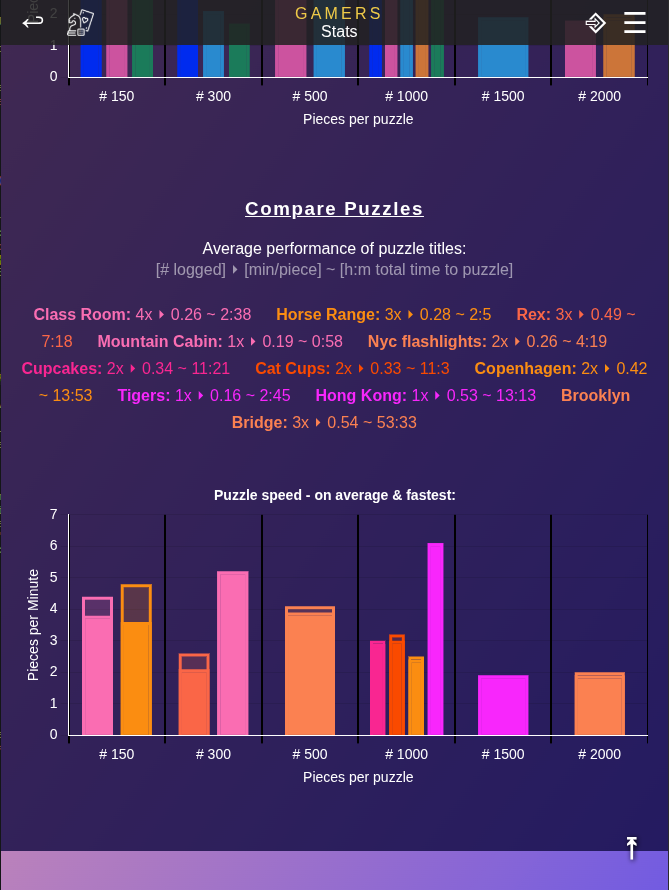 GAMERS
Stats
2
1
0
# 150 # 300 # 500 # 1000 # 1500 # 2000
Pieces per puzzle
Compare Puzzles
Average performance of puzzle titles:
[# logged] ‣ [min/piece] ~ [h:m total time to puzzle]
Class Room: 4x ‣ 0.26 ~ 2:38 Horse Range: 3x ‣ 0.28 ~ 2:5 Rex: 3x ‣ 0.49 ~
7:18 Mountain Cabin: 1x ‣ 0.19 ~ 0:58 Nyc flashlights: 2x ‣ 0.26 ~ 4:19
Cupcakes: 2x ‣ 0.34 ~ 11:21 Cat Cups: 2x ‣ 0.33 ~ 11:3 Copenhagen: 2x ‣ 0.42
~ 13:53 Tigers: 1x ‣ 0.16 ~ 2:45 Hong Kong: 1x ‣ 0.53 ~ 13:13 Brooklyn
Bridge: 3x ‣ 0.54 ~ 53:33
Puzzle speed - on average & fastest:
Pieces per Minute
7
6
5
4
3
2
1
0
# 150 # 300 # 500 # 1000 # 1500 # 2000
Pieces per puzzle